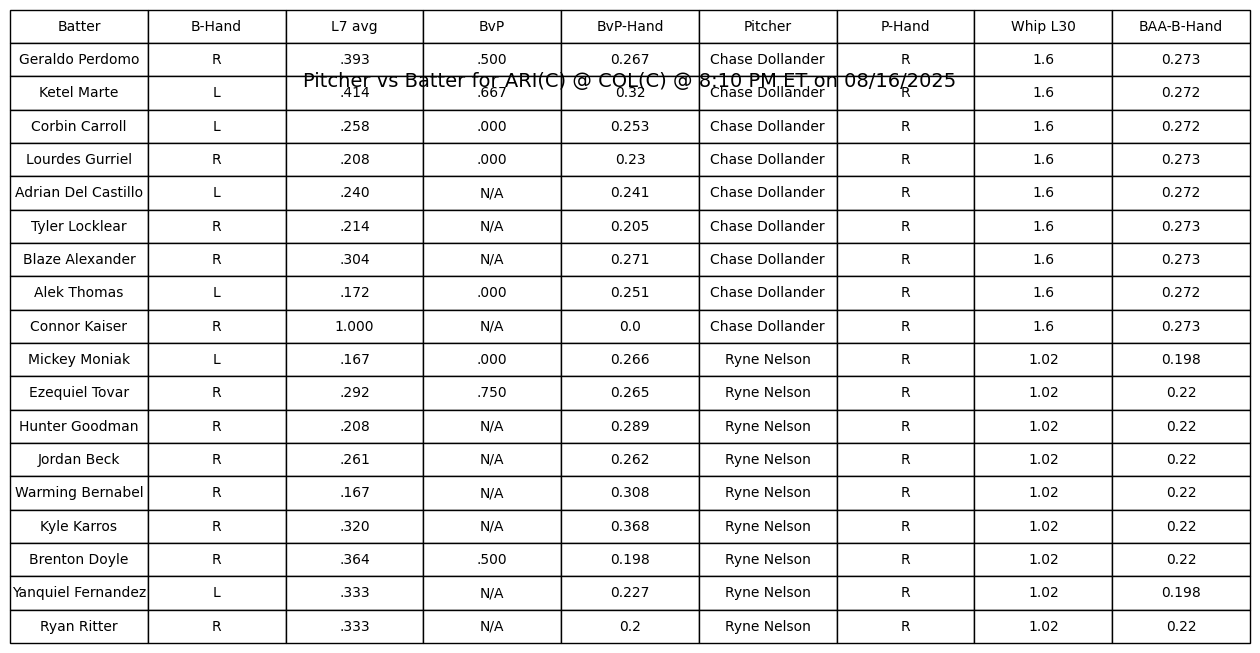 Batter B-Hand L7 avg BvP BvP-Hand Pitcher P-Hand Whip L30 BAA-B-Hand
Geraldo Perdomo R .393 .500 0.267 Chase Dollander R 1.6 0.273
Pitcher vs Batter for ARI(C) @ COL(C) @ 8:10 PM ET on 08/16/2025
Ketel Marte L .414 .667 0.32 Chase Dollander R 1.6 0.272
Corbin Carroll L .258 .000 0.253 Chase Dollander R 1.6 0.272
Lourdes Gurriel R .208 .000 0.23 Chase Dollander R 1.6 0.273
Adrian Del Castillo L .240 N/A 0.241 Chase Dollander R 1.6 0.272
Tyler Locklear R .214 N/A 0.205 Chase Dollander R 1.6 0.273
Blaze Alexander R .304 N/A 0.271 Chase Dollander R 1.6 0.273
Alek Thomas L .172 .000 0.251 Chase Dollander R 1.6 0.272
Connor Kaiser R 1.000 N/A 0.0 Chase Dollander R 1.6 0.273
Mickey Moniak L .167 .000 0.266 Ryne Nelson R 1.02 0.198
Ezequiel Tovar R .292 .750 0.265 Ryne Nelson R 1.02 0.22
Hunter Goodman R .208 N/A 0.289 Ryne Nelson R 1.02 0.22
Jordan Beck R .261 N/A 0.262 Ryne Nelson R 1.02 0.22
Warming Bernabel R .167 N/A 0.308 Ryne Nelson R 1.02 0.22
Kyle Karros R .320 N/A 0.368 Ryne Nelson R 1.02 0.22
Brenton Doyle R .364 .500 0.198 Ryne Nelson R 1.02 0.22
Yanquiel Fernandez L .333 N/A 0.227 Ryne Nelson R 1.02 0.198
Ryan Ritter R .333 N/A 0.2 Ryne Nelson R 1.02 0.22